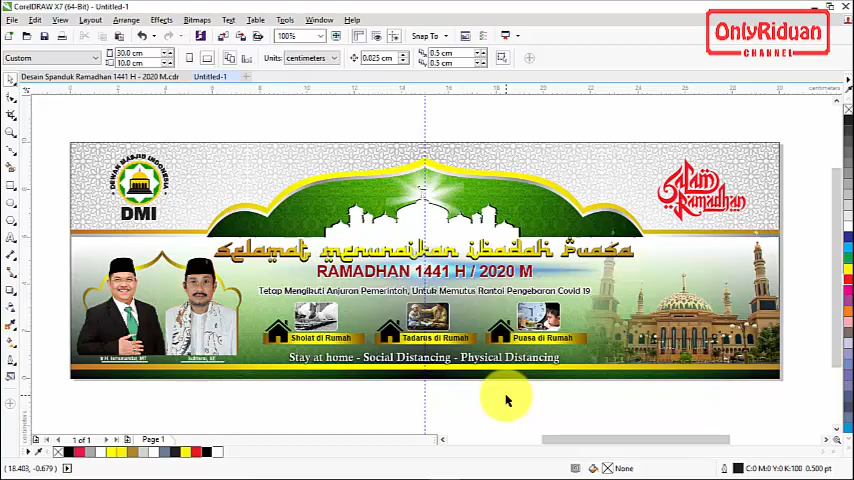 CorelDRAW X7 (64-Bit) - Untitled-1
File Edit View Layout Arrange Effects Bitmaps Text Table Tools Window Help
OnlyRiduan
CHANNEL
100%
Snap To
Custom
30.0 cm
10.0 cm
Units: centimeters
0.025 cm
0.5 cm
0.5 cm
Desain Spanduk Ramadhan 1441 H - 2020 M.cdr
Untitled-1
DEWAN MASJID INDONESIA
DMI
Salam
Ramadhan
Selamat menunaikan ibadah Puasa
RAMADHAN 1441 H / 2020 M
Tetap Mengikuti Anjuran Pemerintah, Untuk Memutus Rantai Pengebaran Covid 19
Sholat di Rumah
Tadarus di Rumah
Puasa di Rumah
Stay at home - Social Distancing - Physical Distancing
1 of 1
Page 1
(18.403, -0.679)
None
C:0 M:0 Y:0 K:100 0.500 pt